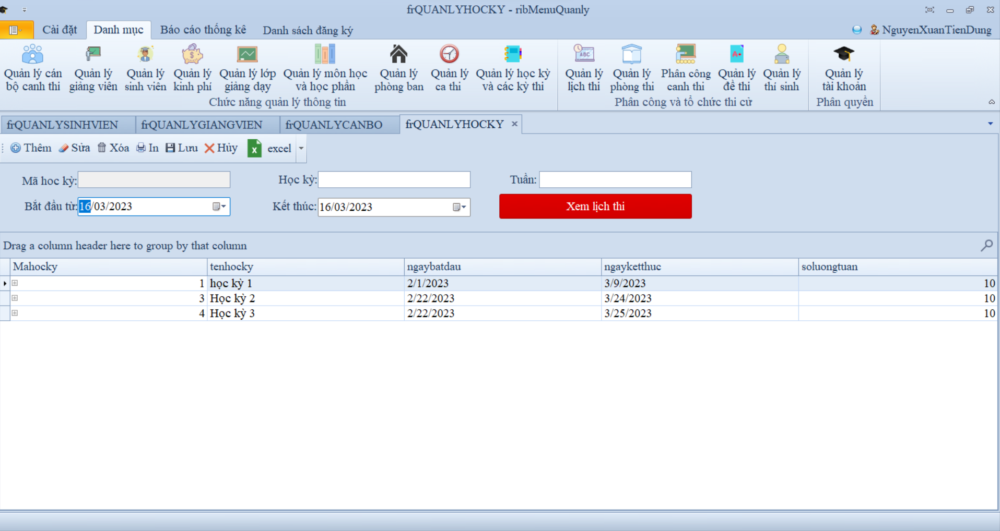 frQUANLYHOCKY - ribMenuQuanly
Cài đặt Danh mục Báo cáo thống kê Danh sách đăng ký NguyenXuanTienDung
Quản lý cán bộ canh thi
Quản lý giảng viên
Quản lý sinh viên
Quản lý kinh phí
Quản lý lớp giảng dạy
Quản lý môn học và học phần
Quản lý phòng ban
Quản lý ca thi
Quản lý học kỳ và các kỳ thi
Chức năng quản lý thông tin
ABC
Quản lý lịch thi
Quản lý phòng thi
Phân công canh thi
A+
Quản lý đề thi
Quản lý thí sinh
Phân công và tổ chức thi cử
Quản lý tài khoản
Phân quyền
frQUANLYSINHVIEN frQUANLYGIANGVIEN frQUANLYCANBO frQUANLYHOCKY
Thêm Sửa Xóa In Lưu Hủy x excel
Mã hoc kỳ: Học kỳ: Tuần:
Bắt đầu từ: 16/03/2023 Kết thúc: 16/03/2023 Xem lịch thi
Drag a column header here to group by that column
Mahocky tenhocky ngaybatdau ngayketthuc soluongtuan
1 học kỳ 1 2/1/2023 3/9/2023 10
3 Học kỳ 2 2/22/2023 3/24/2023 10
4 Học kỳ 3 2/22/2023 3/25/2023 10